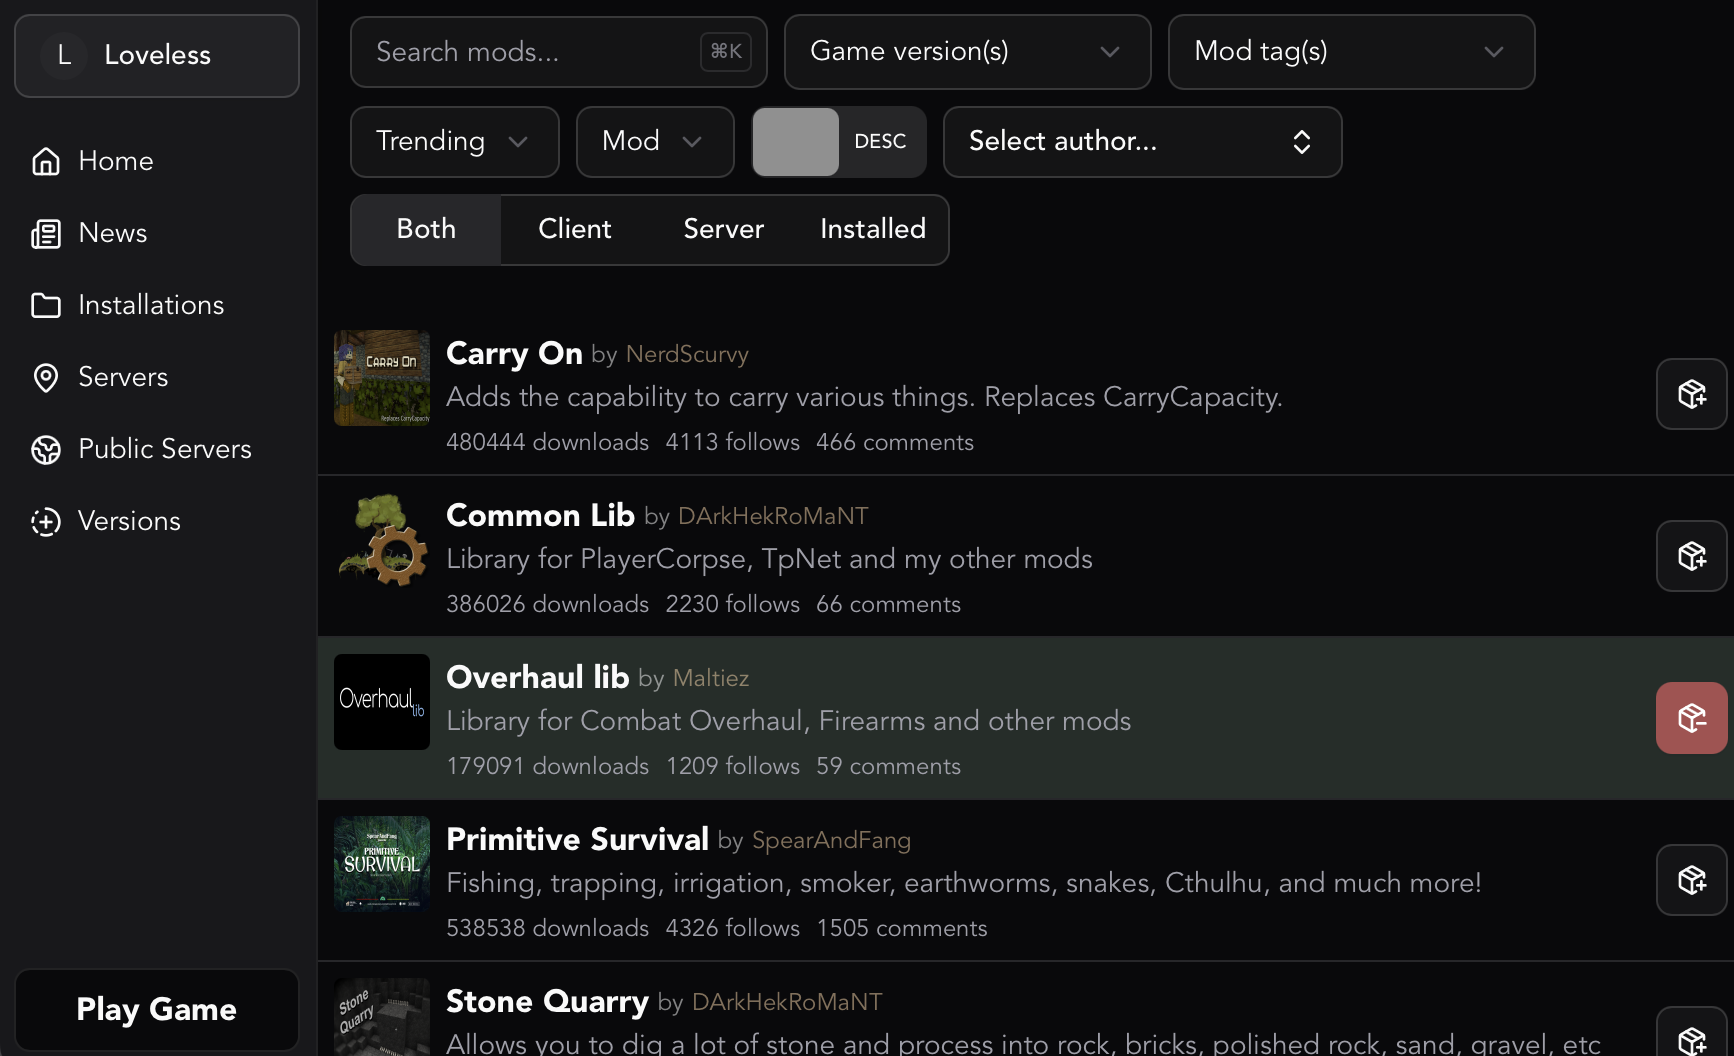 L Loveless
Home
News
Installations
Servers
Public Servers
Versions
Play Game
Search mods... ⌘K
Game version(s)
Mod tag(s)
Trending
Mod
DESC
Select author...
Both
Client
Server
Installed
CARRY ON
Replaces CarryCapacity
Carry On by NerdScurvy
Adds the capability to carry various things. Replaces CarryCapacity.
480444 downloads 4113 follows 466 comments
Common Lib by DArkHekRoMaNT
Library for PlayerCorpse, TpNet and my other mods
386026 downloads 2230 follows 66 comments
Overhaul lib
Overhaul lib by Maltiez
Library for Combat Overhaul, Firearms and other mods
179091 downloads 1209 follows 59 comments
SpearAndFang
PRIMITIVE
SURVIVAL
Primitive Survival by SpearAndFang
Fishing, trapping, irrigation, smoker, earthworms, snakes, Cthulhu, and much more!
538538 downloads 4326 follows 1505 comments
Stone
Quarry
Stone Quarry by DArkHekRoMaNT
Allows you to dig a lot of stone and process into rock, bricks, polished rock, sand, gravel, etc